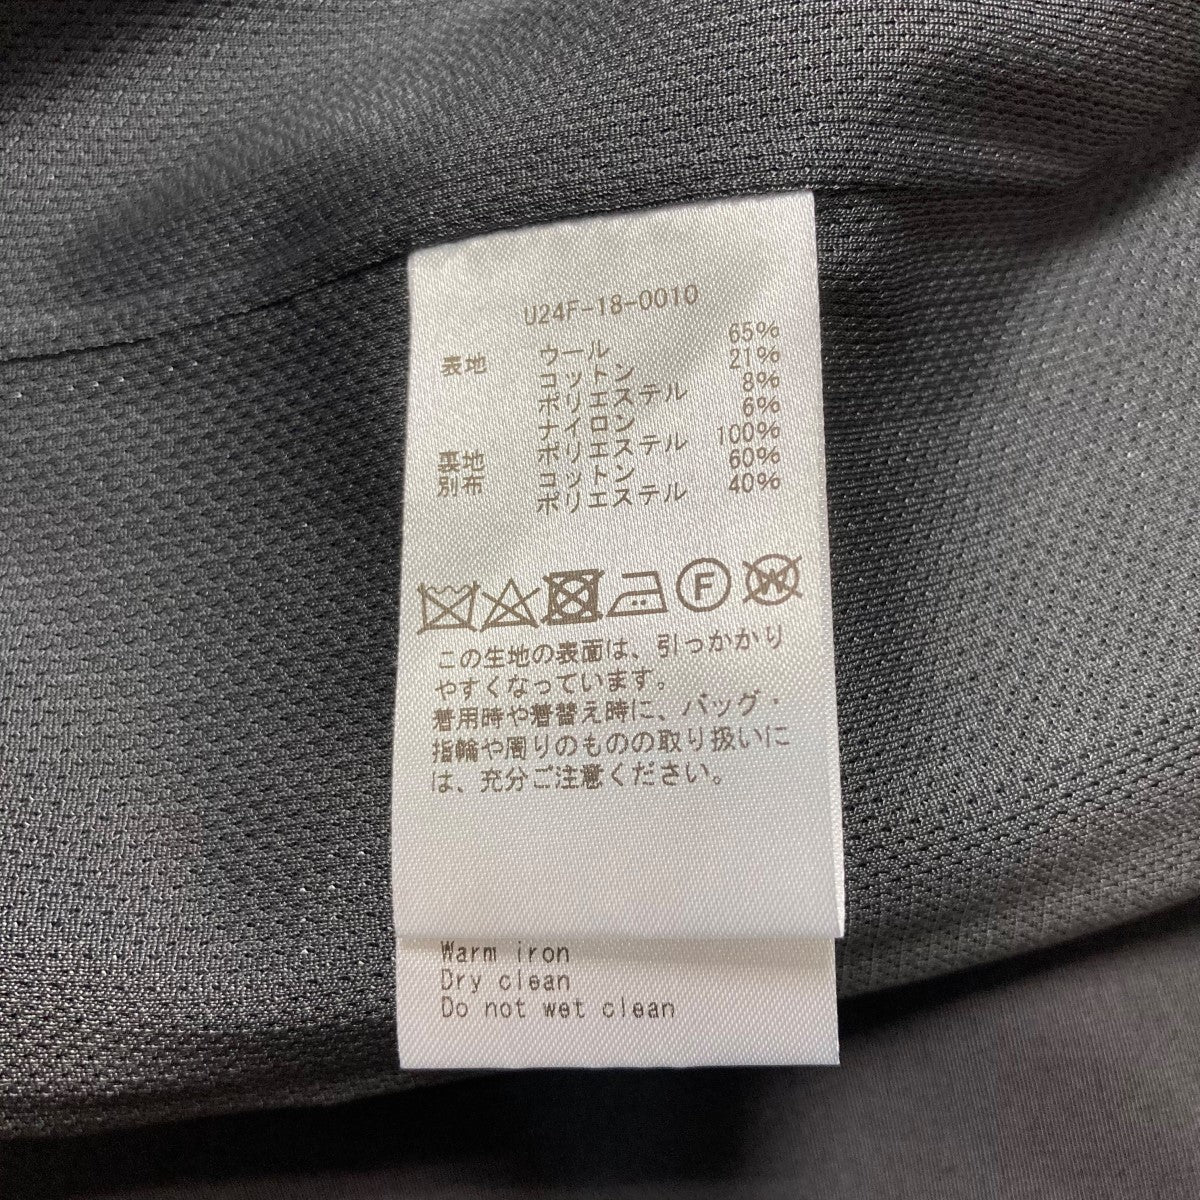 U24F-18-0010
表地 ウール 65%
コットン 21%
ポリエステル 8%
ナイロン 6%
裏地 ポリエステル 100%
別布 コットン 60%
ポリエステル 40%
F W
この生地の表面は、引っかかり
やすくなっています。
着用時や着替え時に、バッグ・
指輪や周りのものの取り扱いに
は、充分ご注意ください。
Warm iron
Dry clean
Do not wet clean